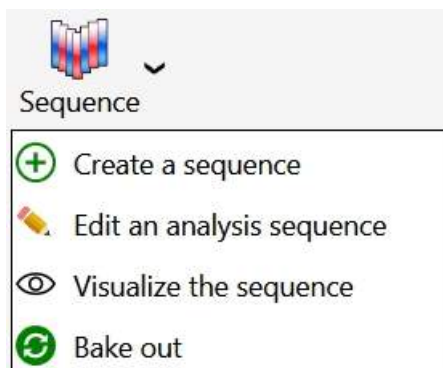 Sequence
Create a sequence
Edit an analysis sequence
Visualize the sequence
Bake out